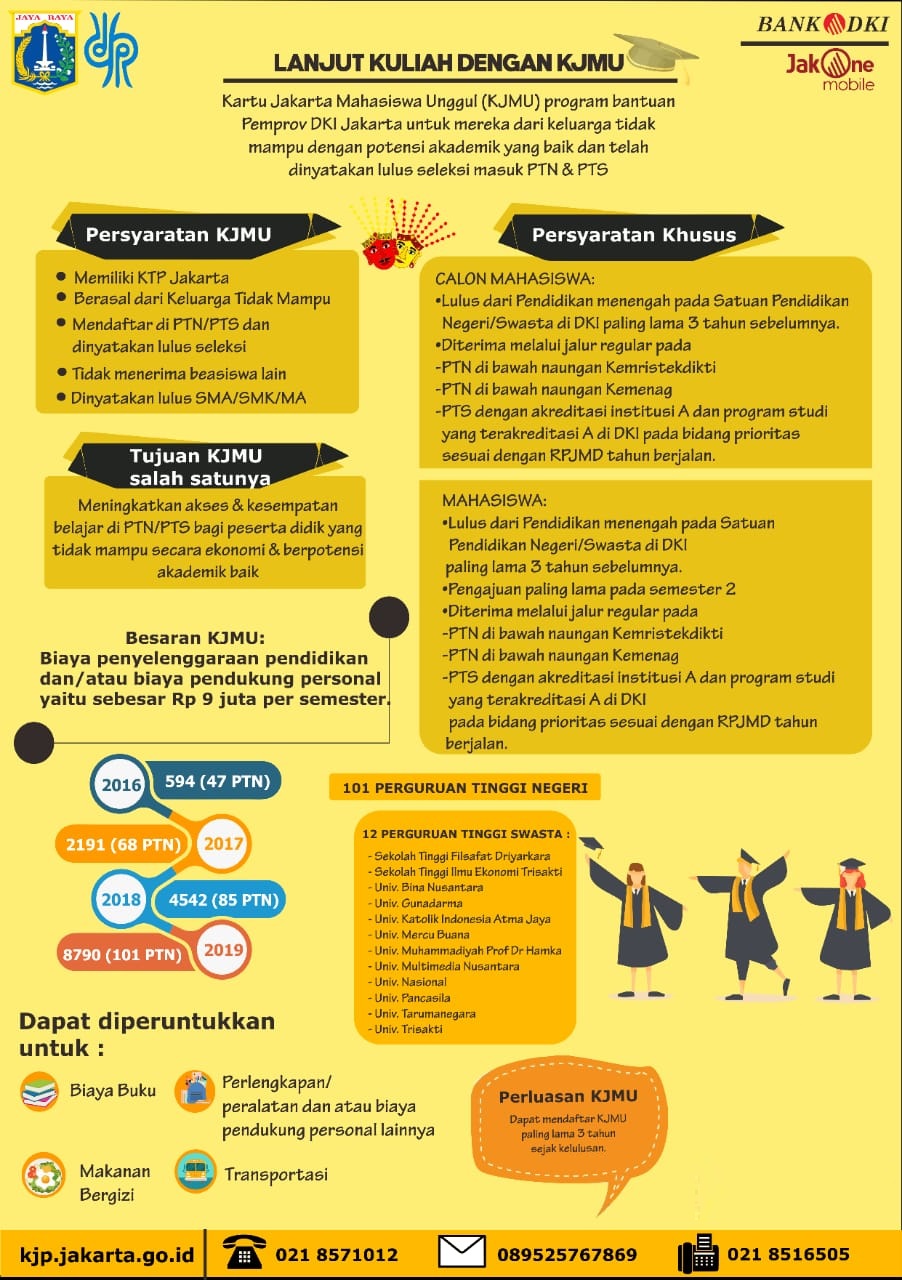 JAYA RAYA
BANK DKI
JakOne
mobile
LANJUT KULIAH DENGAN KJMU
Kartu Jakarta Mahasiswa Unggul (KJMU) program bantuan
Pemprov DKI Jakarta untuk mereka dari keluarga tidak
mampu dengan potensi akademik yang baik dan telah
dinyatakan lulus seleksi masuk PTN & PTS
Persyaratan KJMU
• Memiliki KTP Jakarta
• Berasal dari Keluarga Tidak Mampu
• Mendaftar di PTN/PTS dan
dinyatakan lulus seleksi
• Tidak menerima beasiswa lain
• Dinyatakan lulus SMA/SMK/MA
Tujuan KJMU
salah satunya
Meningkatkan akses & kesempatan
belajar di PTN/PTS bagi peserta didik yang
tidak mampu secara ekonomi & berpotensi
akademik baik
Persyaratan Khusus
CALON MAHASISWA:
•Lulus dari Pendidikan menengah pada Satuan Pendidikan
Negeri/Swasta di DKI paling lama 3 tahun sebelumnya.
•Diterima melalui jalur regular pada
-PTN di bawah naungan Kemristekdikti
-PTN di bawah naungan Kemenag
-PTS dengan akreditasi institusi A dan program studi
yang terakreditasi A di DKI pada bidang prioritas
sesuai dengan RPJMD tahun berjalan.
MAHASISWA:
•Lulus dari Pendidikan menengah pada Satuan
Pendidikan Negeri/Swasta di DKI
paling lama 3 tahun sebelumnya.
•Pengajuan paling lama pada semester 2
•Diterima melalui jalur regular pada
-PTN di bawah naungan Kemristekdikti
-PTN di bawah naungan Kemenag
-PTS dengan akreditasi institusi A dan program studi
yang terakreditasi A di DKI
pada bidang prioritas sesuai dengan RPJMD tahun
berjalan.
Besaran KJMU:
Biaya penyelenggaraan pendidikan
dan/atau biaya pendukung personal
yaitu sebesar Rp 9 juta per semester.
2016 594 (47 PTN)
2191 (68 PTN) 2017
2018 4542 (85 PTN)
8790 (101 PTN) 2019
101 PERGURUAN TINGGI NEGERI
12 PERGURUAN TINGGI SWASTA :
- Sekolah Tinggi Filsafat Driyarkara
- Sekolah Tinggi Ilmu Ekonomi Trisakti
- Univ. Bina Nusantara
- Univ. Gunadarma
- Univ. Katolik Indonesia Atma Jaya
- Univ. Mercu Buana
- Univ. Muhammadiyah Prof Dr Hamka
- Univ. Multimedia Nusantara
- Univ. Nasional
- Univ. Pancasila
- Univ. Tarumanegara
- Univ. Trisakti
Dapat diperuntukkan
untuk :
Biaya Buku
Perlengkapan/
peralatan dan atau biaya
pendukung personal lainnya
Makanan
Bergizi
Transportasi
Perluasan KJMU
Dapat mendaftar KJMU
paling lama 3 tahun
sejak kelulusan.
kjp.jakarta.go.id
021 8571012
089525767869
021 8516505